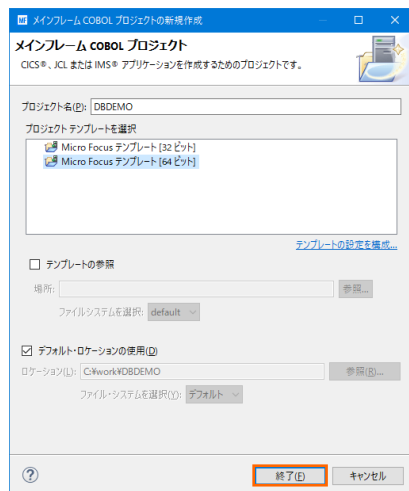 メインフレーム COBOL プロジェクトの新規作成
メインフレーム COBOL プロジェクト
CICS®、JCL または IMS® アプリケーションを作成するためのプロジェクトです。
プロジェクト名(P): DBDEMO
プロジェクト テンプレートを選択
Micro Focus テンプレート [32 ビット]
Micro Focus テンプレート [64 ビット]
テンプレートの設定を構成...
テンプレートの参照
場所: 参照...
ファイルシステムを選択: default
デフォルト・ロケーションの使用(D)
ロケーション(L): C:¥work¥DBDEMO 参照(R)...
ファイル・システムを選択(Y): デフォルト
終了(F) キャンセル